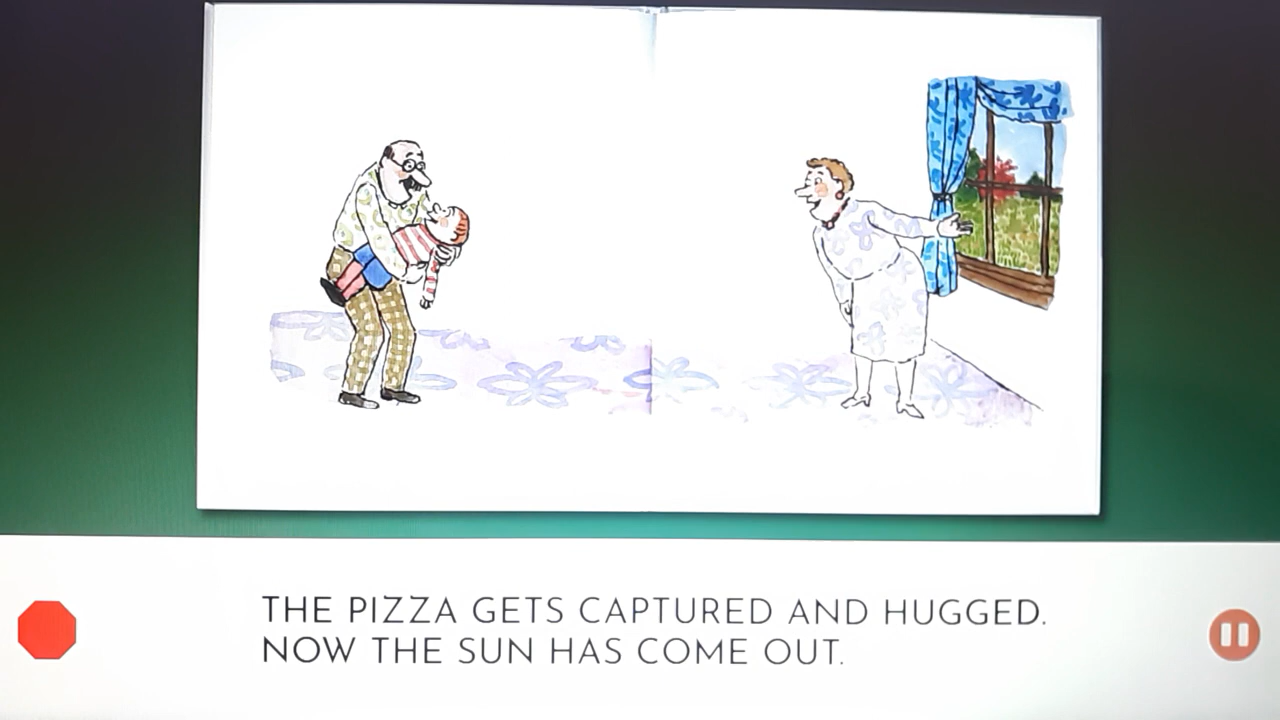 THE PIZZA GETS CAPTURED AND HUGGED.
NOW THE SUN HAS COME OUT.